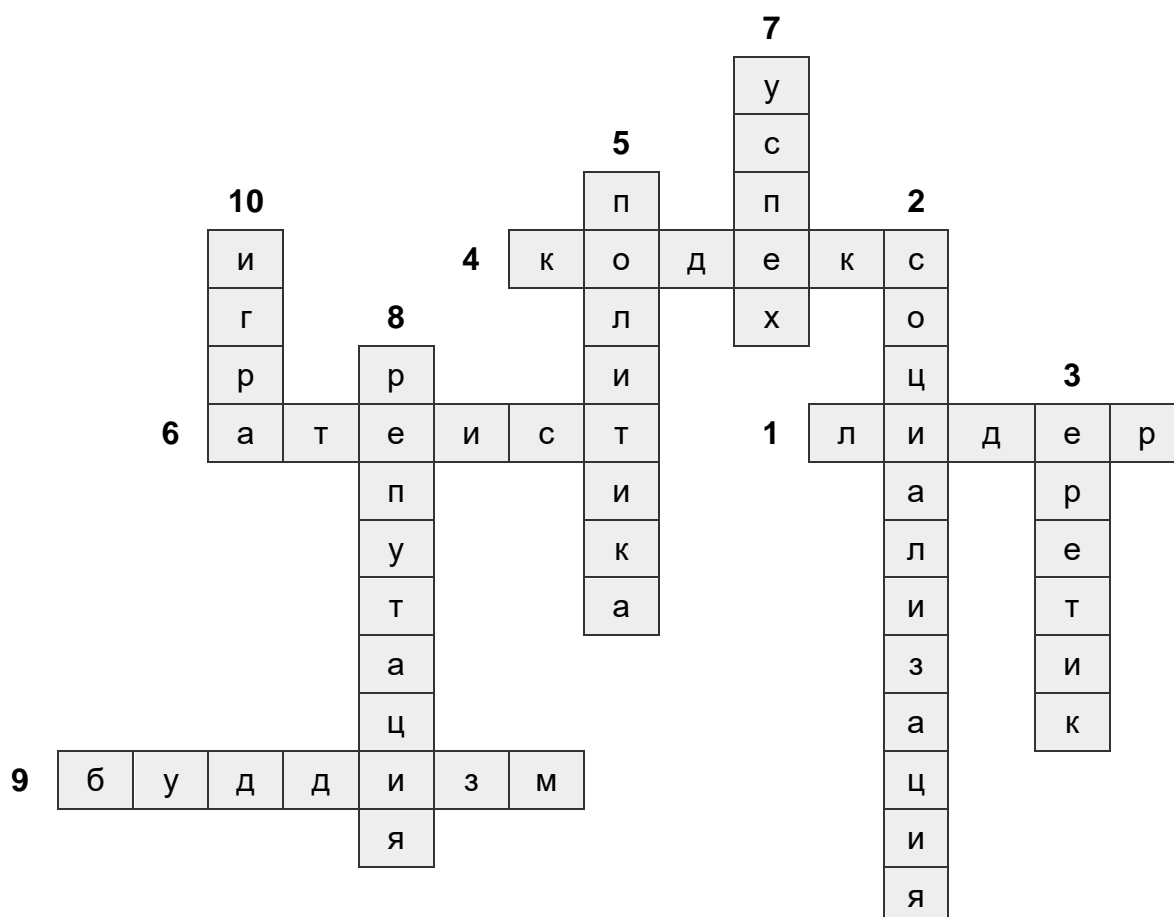 7
у
5 с
10 п п 2
и 4 к о д е к с
г 8 л х о
р р и ц 3
6 а т е и с т 1 л и д е р
п и а р
у к л е
т а и т
а з и
ц а к
9 б у д д и з м ц
я и
я